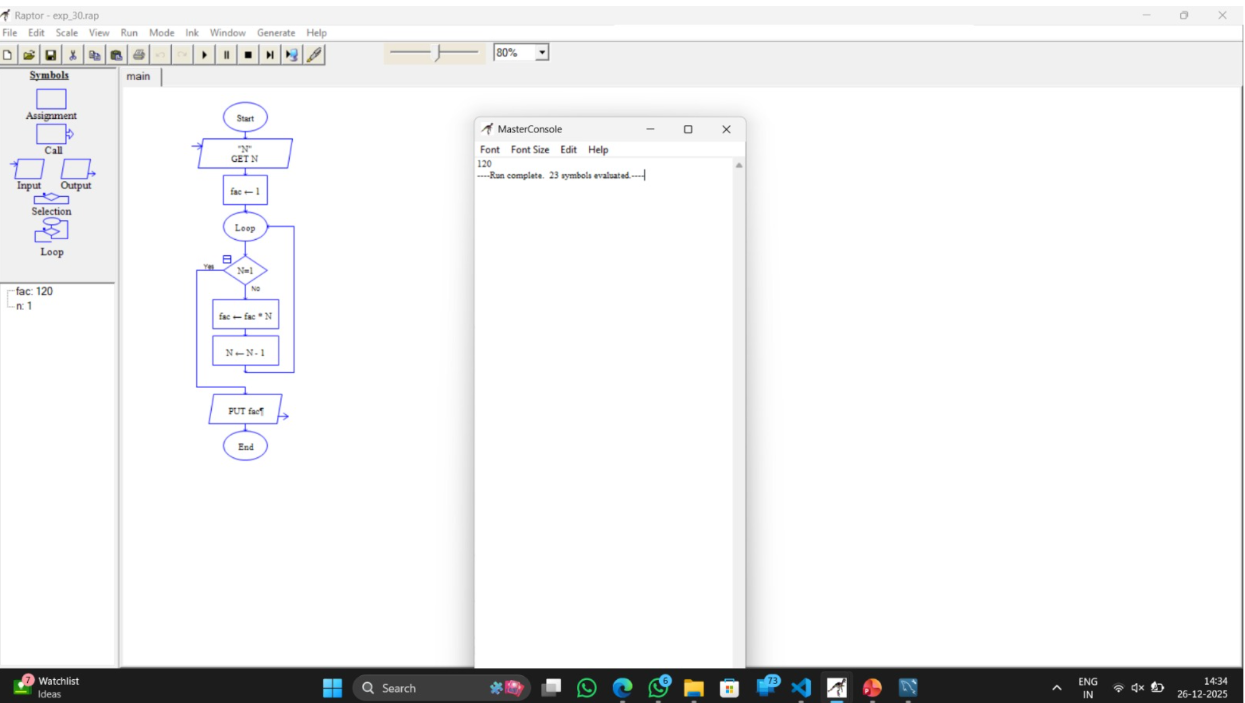 Raptor - exp_30.rap
File Edit Scale View Run Mode Ink Window Generate Help
80%
Symbols
Assignment
Call
Input Output
Selection
Loop
fac: 120
n: 1
main
Start
"N"
GET N
fac ← 1
Loop
Yes
N=1
No
fac ← fac * N
N ← N - 1
PUT fac¶
End
MasterConsole
Font Font Size Edit Help
120
----Run complete. 23 symbols evaluated.----
7
Watchlist
Ideas
Search
6
73
ENG
IN
14:34
26-12-2025